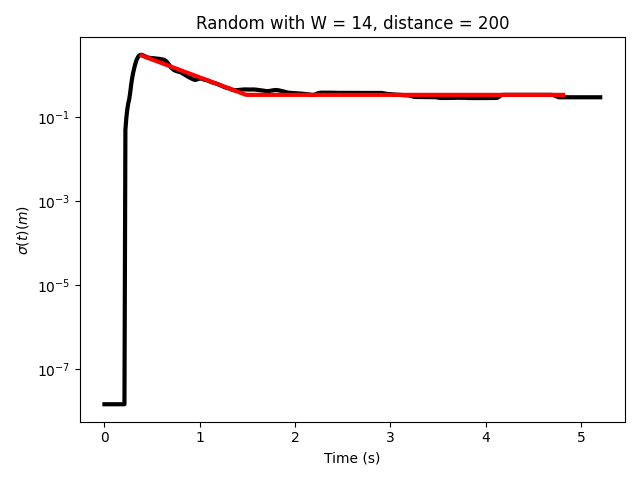 Random with W = 14, distance = 200
σ(t)(m)
10⁻¹
10⁻³
10⁻⁵
10⁻⁷
0 1 2 3 4 5
Time (s)